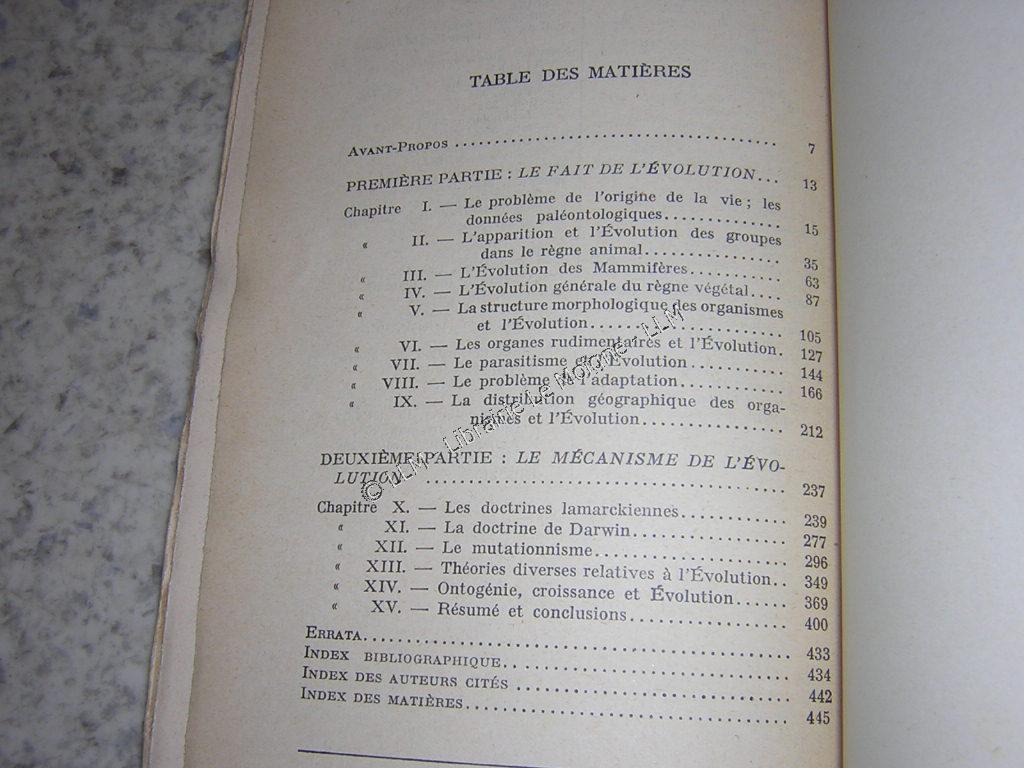 TABLE DES MATIÈRES
AVANT-PROPOS ........................................ 7
PREMIÈRE PARTIE : LE FAIT DE L'ÉVOLUTION... 13
Chapitre I. — Le problème de l'origine de la vie ; les
données paléontologiques............... 15
« II. — L'apparition et l'Évolution des groupes
dans le règne animal................. 35
« III. — L'Évolution des Mammifères........... 63
« IV. — L'Évolution générale du règne végétal.... 87
« V. — La structure morphologique des organismes
et l'Évolution........................ 105
« VI. — Les organes rudimentaires et l'Évolution. 127
« VII. — Le parasitisme et l'Évolution ........... 144
« VIII. — Le problème de l'adaptation............. 166
« IX. — La distribution géographique des orga-
nismes et l'Évolution.................. 212
DEUXIÈME PARTIE : LE MÉCANISME DE L'ÉVO-
LUTION ........................................ 237
Chapitre X. — Les doctrines lamarckiennes............ 239
« XI. — La doctrine de Darwin................. 277
« XII. — Le mutationnisme...................... 296
« XIII. — Théories diverses relatives à l'Évolution.. 349
« XIV. — Ontogénie, croissance et Évolution...... 369
« XV. — Résumé et conclusions................. 400
ERRATA................................................ 433
INDEX BIBLIOGRAPHIQUE................................ 434
INDEX DES AUTEURS CITÉS .............................. 442
INDEX DES MATIÈRES.................................... 445
© LLM - Librairie Le Moigne - LLM